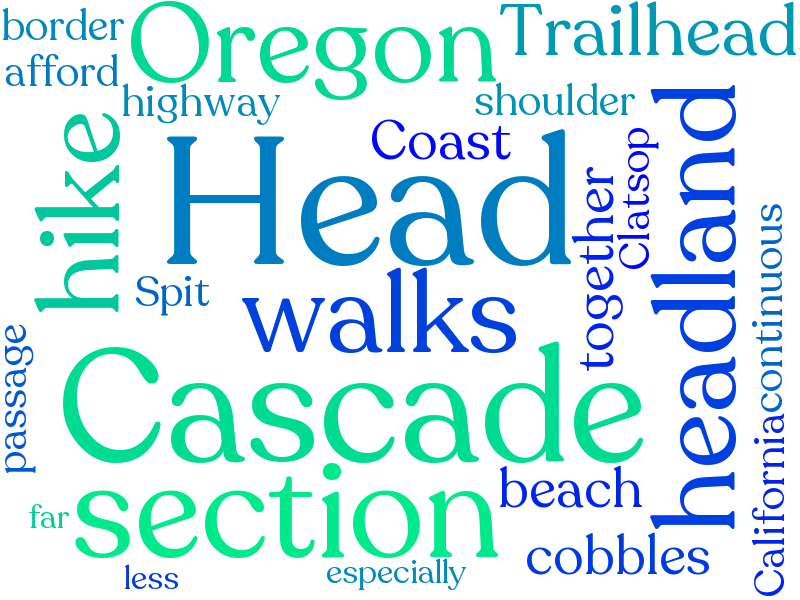 border
Oregon
Trailhead
afford
highway
shoulder
hike
Coast
Head
Clatsop
headland
together
Spit
walks
continuous
passage
Cascade
section
beach
California
far
cobbles
less
especially